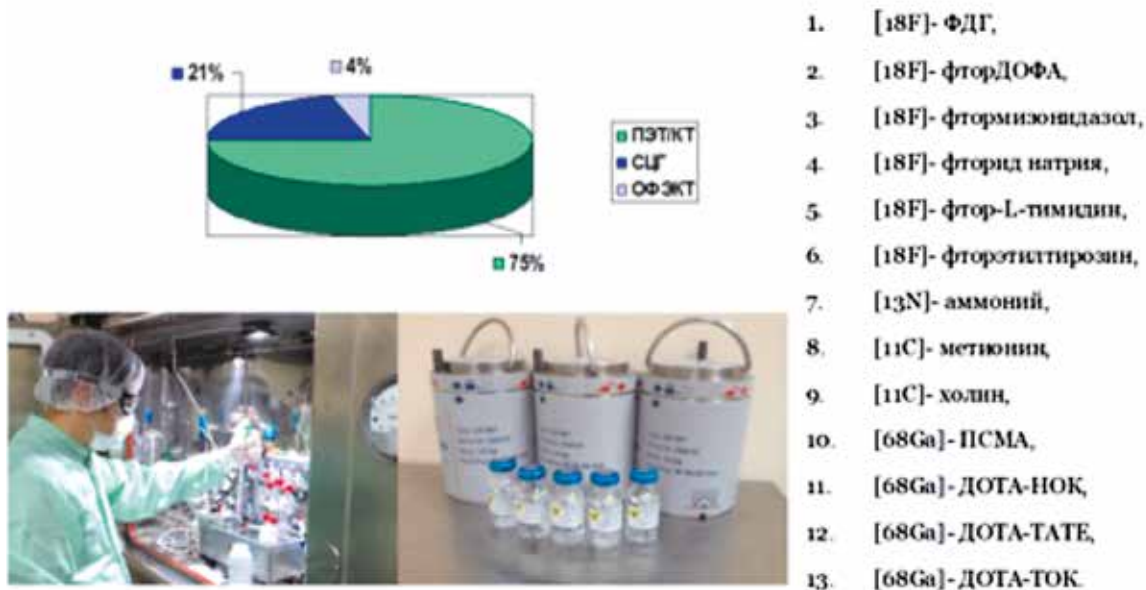 21%
4%
75%
ПЭТ/КТ
СЦГ
ОФЭКТ
1. [18F]- ФДГ,
2. [18F]- фторДОФА,
3. [18F]- фтормизонидазол,
4. [18F]- фторид натрия,
5. [18F]- фтор-L-тимидин,
6. [18F]- фторэтилтирозин,
7. [13N]- аммоний,
8. [11C]- метионин,
9. [11C]- холин,
10. [68Ga]- ПСМА,
11. [68Ga]- ДОТА-НОК,
12. [68Ga]- ДОТА-ТАТЕ,
13. [68Ga]- ДОТА-ТОК.